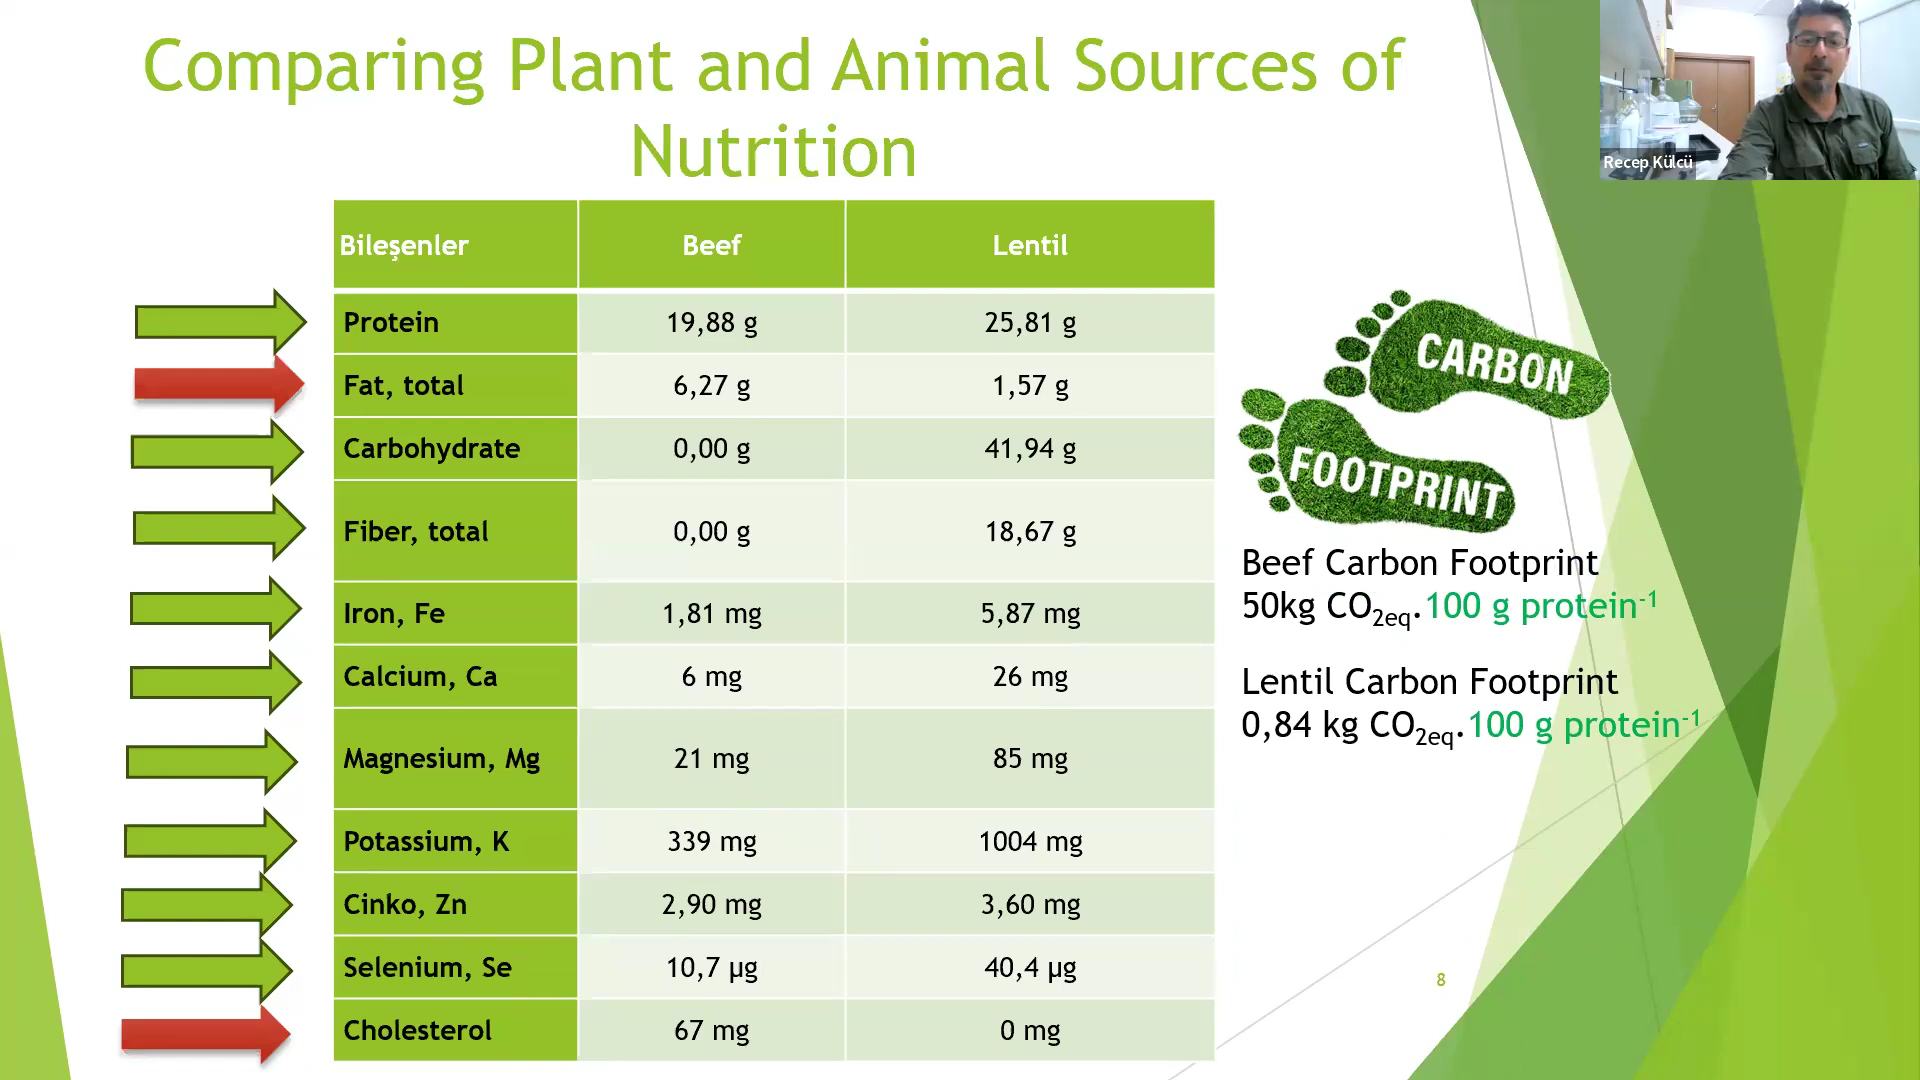 Comparing Plant and Animal Sources of
Nutrition
Recep Külcü
Bileşenler Beef Lentil
Protein 19,88 g 25,81 g
Fat, total 6,27 g 1,57 g
Carbohydrate 0,00 g 41,94 g
Fiber, total 0,00 g 18,67 g
Iron, Fe 1,81 mg 5,87 mg
Calcium, Ca 6 mg 26 mg
Magnesium, Mg 21 mg 85 mg
Potassium, K 339 mg 1004 mg
Cinko, Zn 2,90 mg 3,60 mg
Selenium, Se 10,7 µg 40,4 µg
Cholesterol 67 mg 0 mg
CARBON
FOOTPRINT
Beef Carbon Footprint
50kg CO₂eq.100 g protein⁻¹
Lentil Carbon Footprint
0,84 kg CO₂eq.100 g protein⁻¹
8